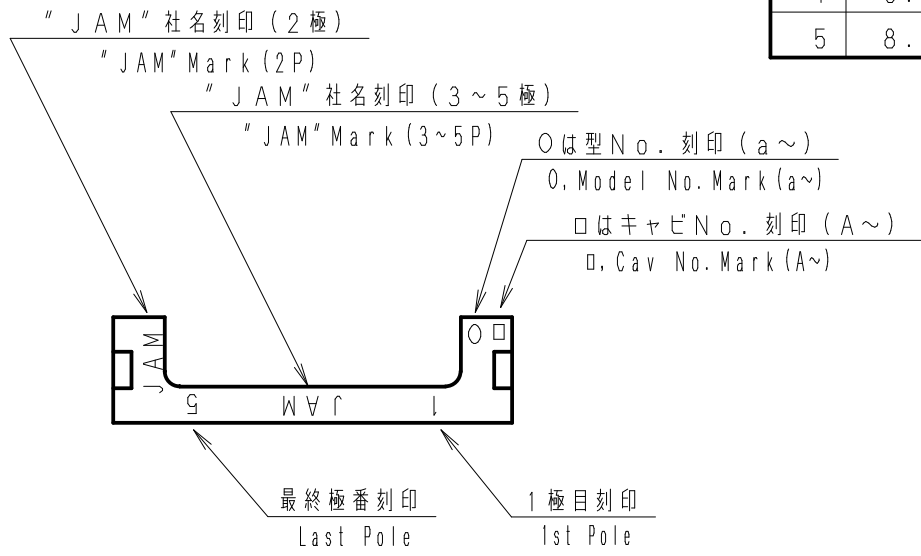 "JAM"社名刻印(2極)
"JAM"Mark(2P)
"JAM"社名刻印(3~5極)
"JAM"Mark(3~5P)
5 8.
○は型No.刻印(a~)
O,Model No.Mark(a~)
□はキャビNo.刻印(A~)
□,Cav No.Mark(A~)
JAM
○□
5 JAM 1
最終極番刻印
Last Pole
1極目刻印
1st Pole